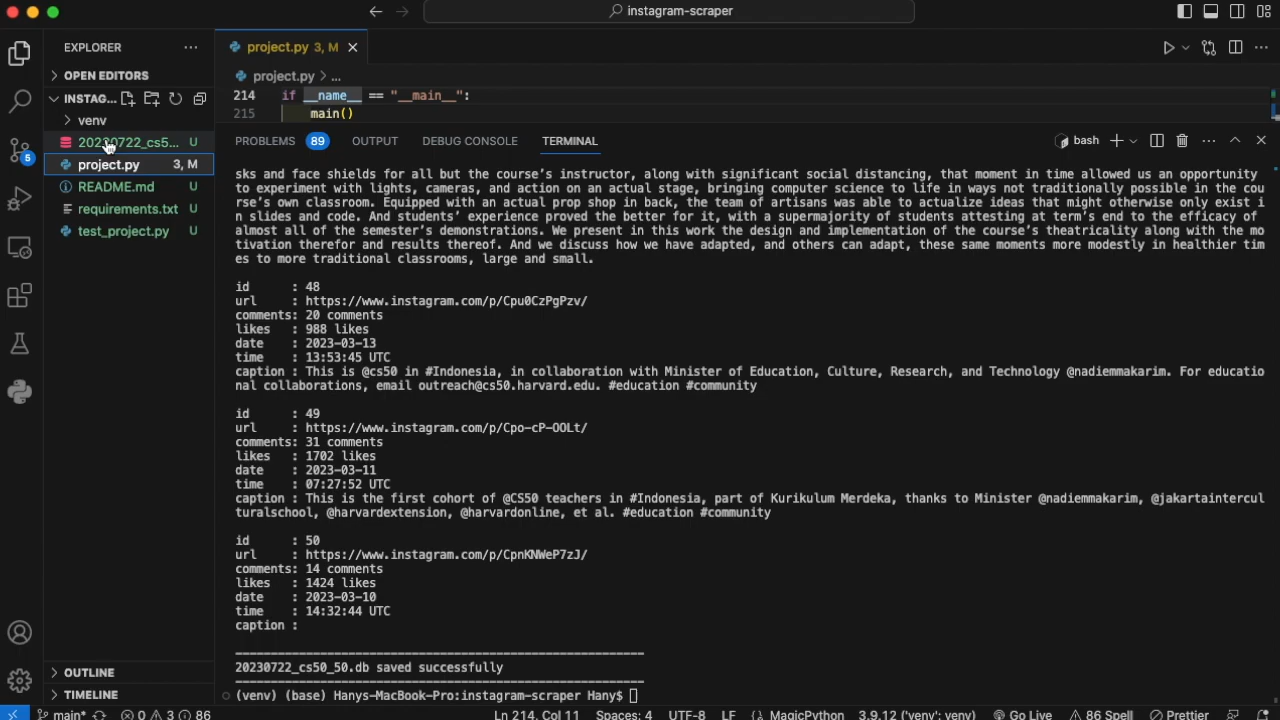 instagram-scraper
EXPLORER
project.py 3, M
OPEN EDITORS
project.py > ...
INSTAG...
214 if __name__ == "__main__":
215 main()
venv
20230722_cs5... U
PROBLEMS 89 OUTPUT DEBUG CONSOLE TERMINAL
bash
project.py 3, M
README.md U
requirements.txt U
test_project.py U
sks and face shields for all but the course's instructor, along with significant social distancing, that moment in time allowed us an opportunity
to experiment with lights, cameras, and action on an actual stage, bringing computer science to life in ways not traditionally possible in the cou
rse's own classroom. Equipped with an actual prop shop in back, the team of artisans was able to actualize ideas that might otherwise only exist i
n slides and code. And students' experience proved the better for it, with a supermajority of students attesting at term's end to the efficacy of
almost all of the semester's demonstrations. We present in this work the design and implementation of the course's theatricality along with the mo
tivation therefor and results thereof. And we discuss how we have adapted, and others can adapt, these same moments more modestly in healthier tim
es to more traditional classrooms, large and small.
id : 48
url : https://www.instagram.com/p/Cpu0CzPgPzv/
comments: 20 comments
likes : 988 likes
date : 2023-03-13
time : 13:53:45 UTC
caption : This is @cs50 in #Indonesia, in collaboration with Minister of Education, Culture, Research, and Technology @nadiemmakarim. For educatio
nal collaborations, email outreach@cs50.harvard.edu. #education #community
id : 49
url : https://www.instagram.com/p/Cpo-cP-OOLt/
comments: 31 comments
likes : 1702 likes
date : 2023-03-11
time : 07:27:52 UTC
caption : This is the first cohort of @CS50 teachers in #Indonesia, part of Kurikulum Merdeka, thanks to Minister @nadiemmakarim, @jakartaintercul
turalschool, @harvardextension, @harvardonline, et al. #education #community
id : 50
url : https://www.instagram.com/p/CpnKNWeP7zJ/
comments: 14 comments
likes : 1424 likes
date : 2023-03-10
time : 14:32:44 UTC
caption :
20230722_cs50_50.db saved successfully
(venv) (base) Hanys-MacBook-Pro:instagram-scraper Hany$
OUTLINE
TIMELINE
5
main* 0 3 86 Ln 214, Col 11 Spaces: 4 UTF-8 LF MagicPython 3.9.12 ('venv': venv) Go Live 86 Spell Prettier